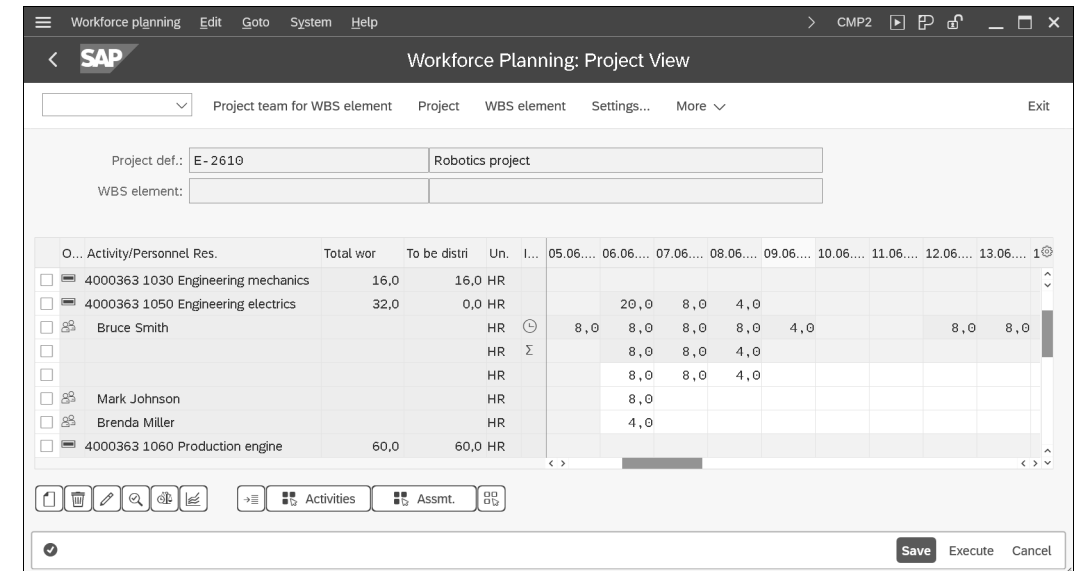 Workforce planning Edit Goto System Help CMP2
SAP Workforce Planning: Project View
Project team for WBS element Project WBS element Settings... More Exit
Project def.: E-2610 Robotics project
WBS element:
O... Activity/Personnel Res. Total wor To be distri Un. I... 05.06.... 06.06.... 07.06.... 08.06.... 09.06.... 10.06.... 11.06.... 12.06.... 13.06.... 1
4000363 1030 Engineering mechanics 16,0 16,0 HR
4000363 1050 Engineering electrics 32,0 0,0 HR 20,0 8,0 4,0
Bruce Smith HR 8,0 8,0 8,0 8,0 4,0 8,0 8,0
HR Σ 8,0 8,0 4,0
HR 8,0 8,0 4,0
Mark Johnson HR 8,0
Brenda Miller HR 4,0
4000363 1060 Production engine 60,0 60,0 HR
Activities Assmt.
Save Execute Cancel